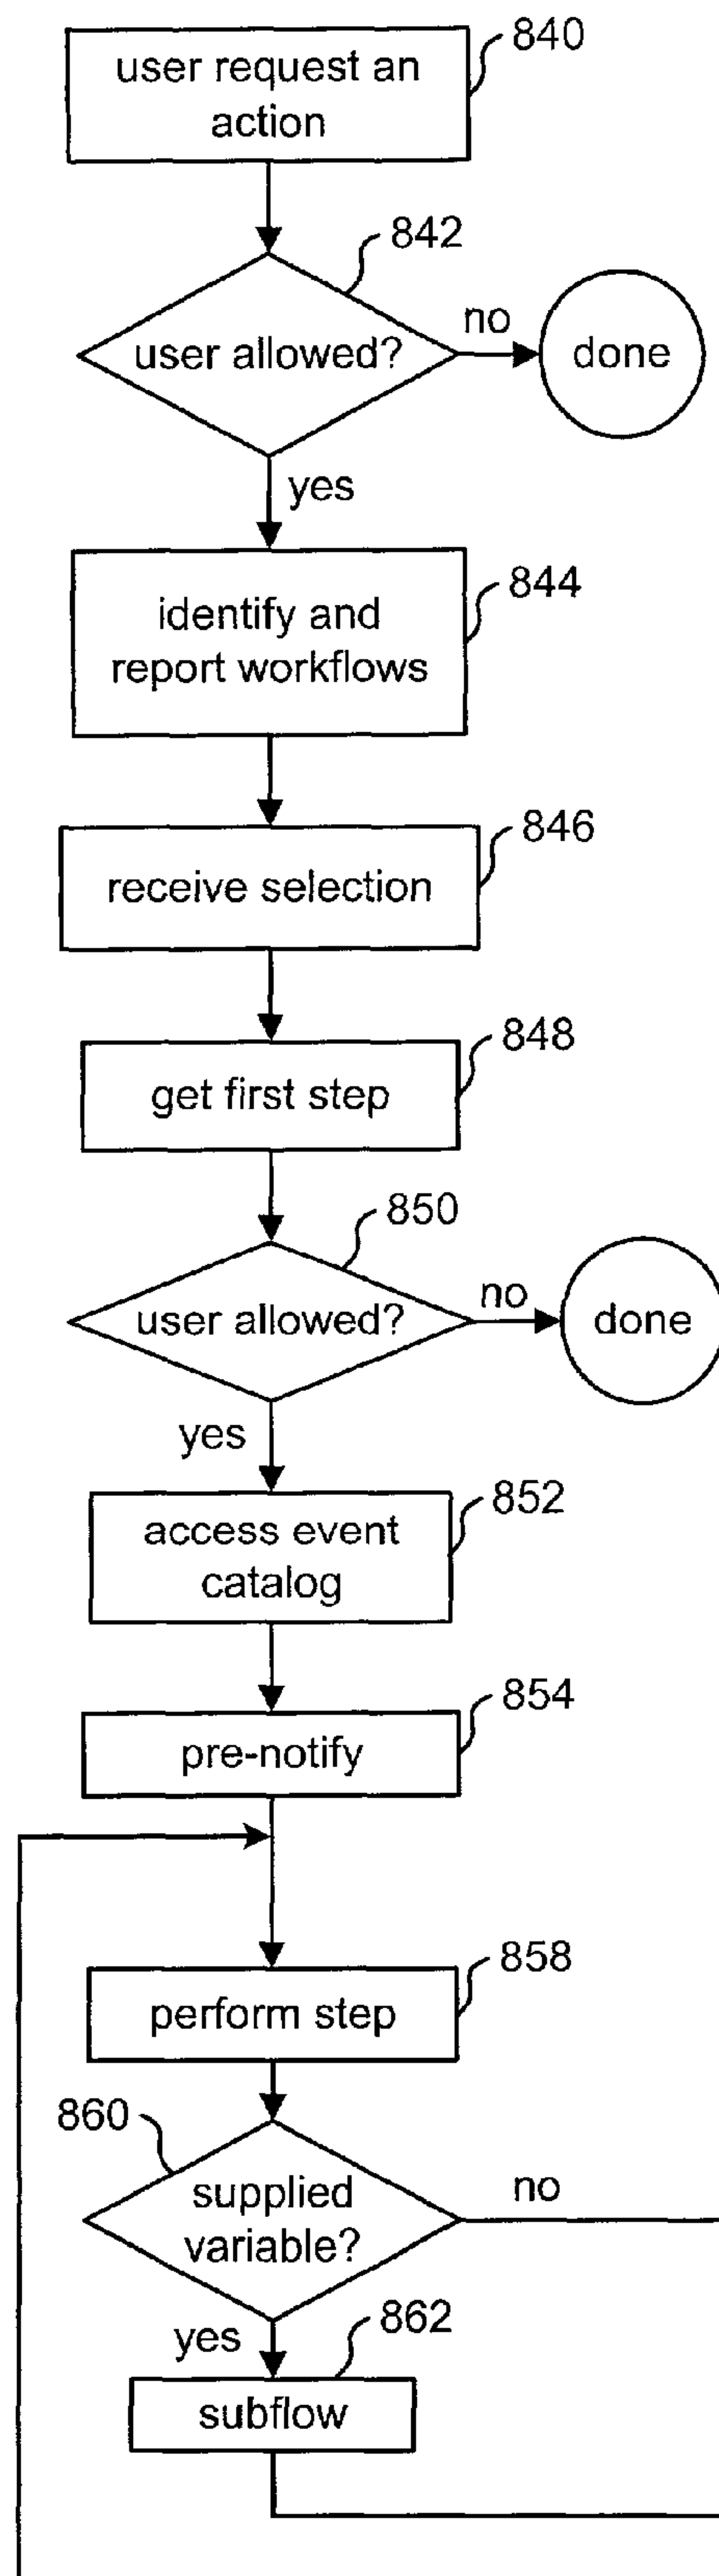 840
user request an
action
842
user allowed?
no
done
yes
844
identify and
report workflows
846
receive selection
848
get first step
850
user allowed?
no
done
yes
852
access event
catalog
854
pre-notify
858
perform step
860
supplied
variable?
no
yes
862
subflow